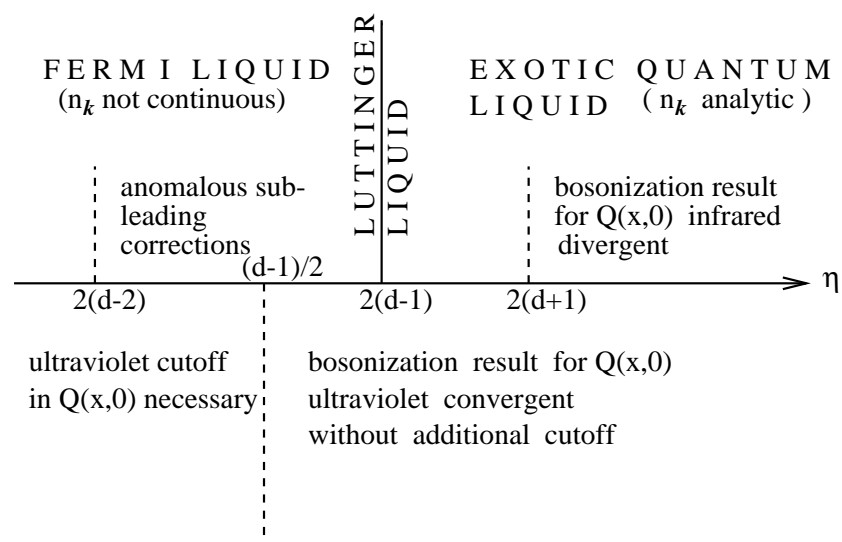 FERMI LIQUID
(n_k not continuous)
LUTTINGER
LIQUID
EXOTIC QUANTUM
LIQUID (n_k analytic)
anomalous sub-
leading
corrections
bosonization result
for Q(x,0) infrared
divergent
(d-1)/2
2(d-2)
2(d-1)
2(d+1)
η
ultraviolet cutoff
in Q(x,0) necessary
bosonization result for Q(x,0)
ultraviolet convergent
without additional cutoff